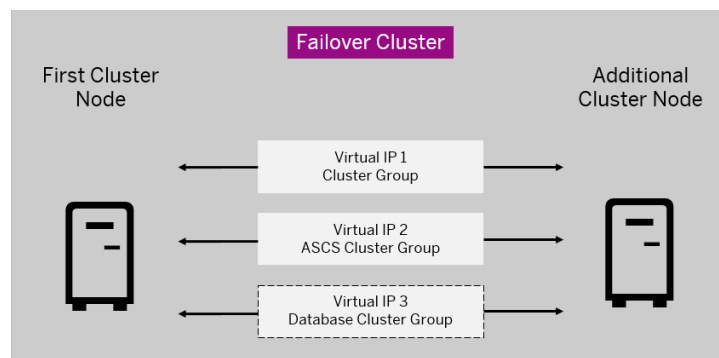 Failover Cluster
First Cluster
Node
Additional
Cluster Node
Virtual IP 1
Cluster Group
Virtual IP 2
ASCS Cluster Group
Virtual IP 3
Database Cluster Group